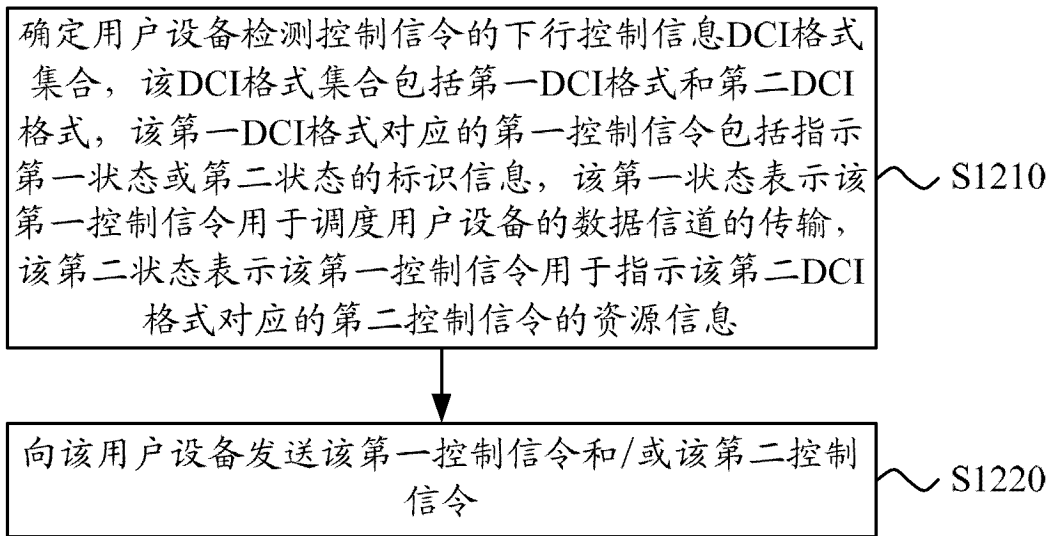 确定用户设备检测控制信令的下行控制信息DCI格式
集合，该DCI格式集合包括第一DCI格式和第二DCI
格式，该第一DCI格式对应的第一控制信令包括指示
第一状态或第二状态的标识信息，该第一状态表示该
第一控制信令用于调度用户设备的数据信道的传输，
该第二状态表示该第一控制信令用于指示该第二DCI
格式对应的第二控制信令的资源信息
S1210
向该用户设备发送该第一控制信令和/或该第二控制
信令
S1220